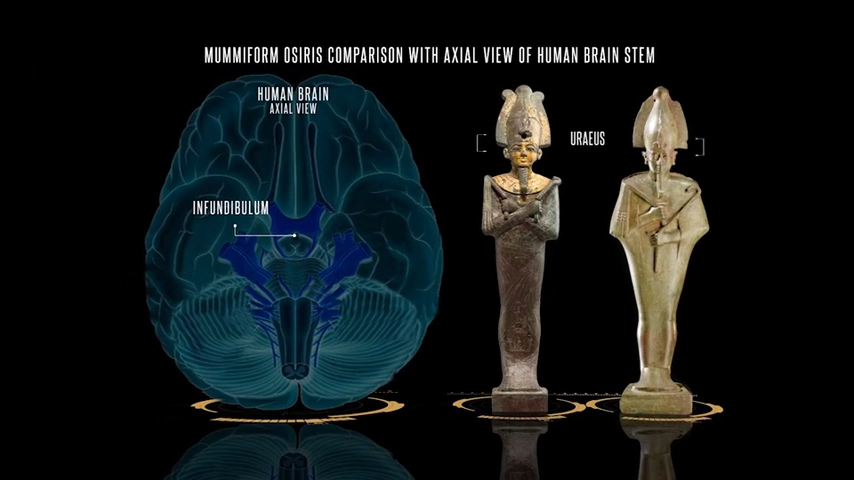 MUMMIFORM OSIRIS COMPARISON WITH AXIAL VIEW OF HUMAN BRAIN STEM
HUMAN BRAIN
AXIAL VIEW
URAEUS
INFUNDIBULUM